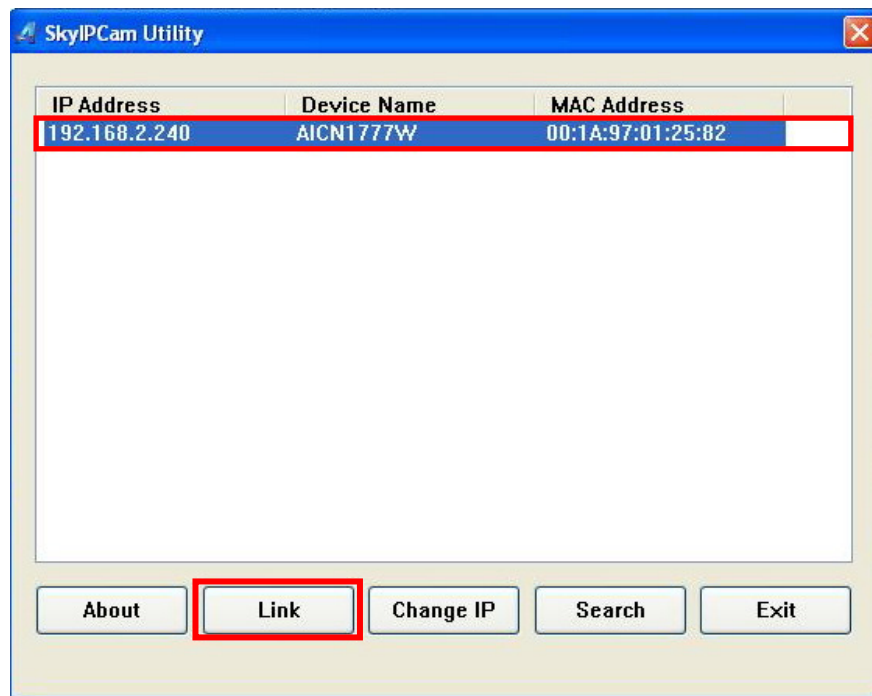 SkyIPCam Utility
IP Address Device Name MAC Address
192.168.2.240 AICN1777W 00:1A:97:01:25:82
About Link Change IP Search Exit